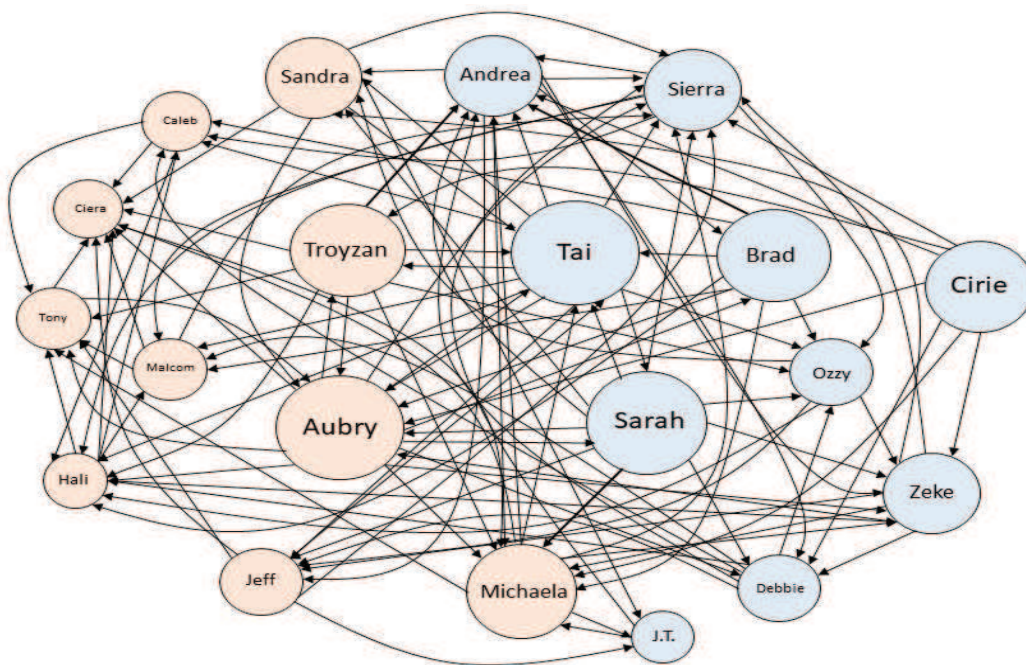 Sandra
Andrea
Sierra
Caleb
Ciera
Troyzan
Tai
Brad
Cirie
Tony
Malcom
Ozzy
Aubry
Sarah
Hali
Zeke
Jeff
Michaela
Debbie
J.T.